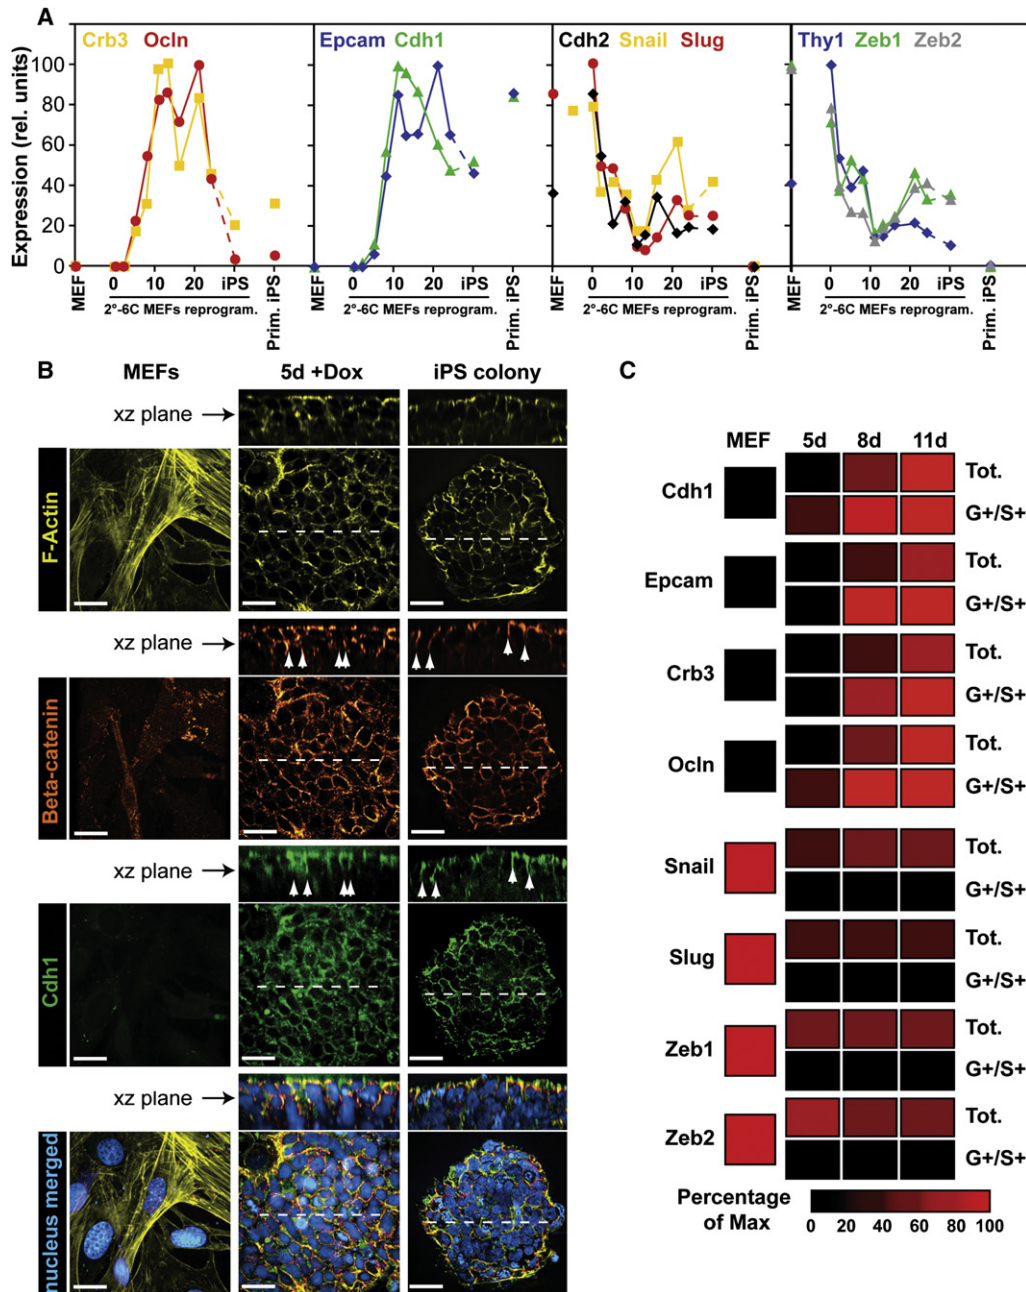 A
Crb3 Ocln
Epcam Cdh1
Cdh2 Snail Slug
Thy1 Zeb1 Zeb2
Expression (rel. units)
100
80
60
40
20
0
MEF
0 10 20 iPS
2°-6C MEFs reprogram.
Prim. iPS
MEF
0 10 20 iPS
2°-6C MEFs reprogram.
Prim. iPS
MEF
0 10 20 iPS
2°-6C MEFs reprogram.
Prim. iPS
MEF
0 10 20 iPS
2°-6C MEFs reprogram.
Prim. iPS
B
MEFs 5d +Dox iPS colony
xz plane
F-Actin
xz plane
Beta-catenin
xz plane
Cdh1
xz plane
nucleus merged
C
MEF 5d 8d 11d
Cdh1 Tot.
G+/S+
Epcam Tot.
G+/S+
Crb3 Tot.
G+/S+
Ocln Tot.
G+/S+
Snail Tot.
G+/S+
Slug Tot.
G+/S+
Zeb1 Tot.
G+/S+
Zeb2 Tot.
G+/S+
Percentage
of Max
0 20 40 60 80 100